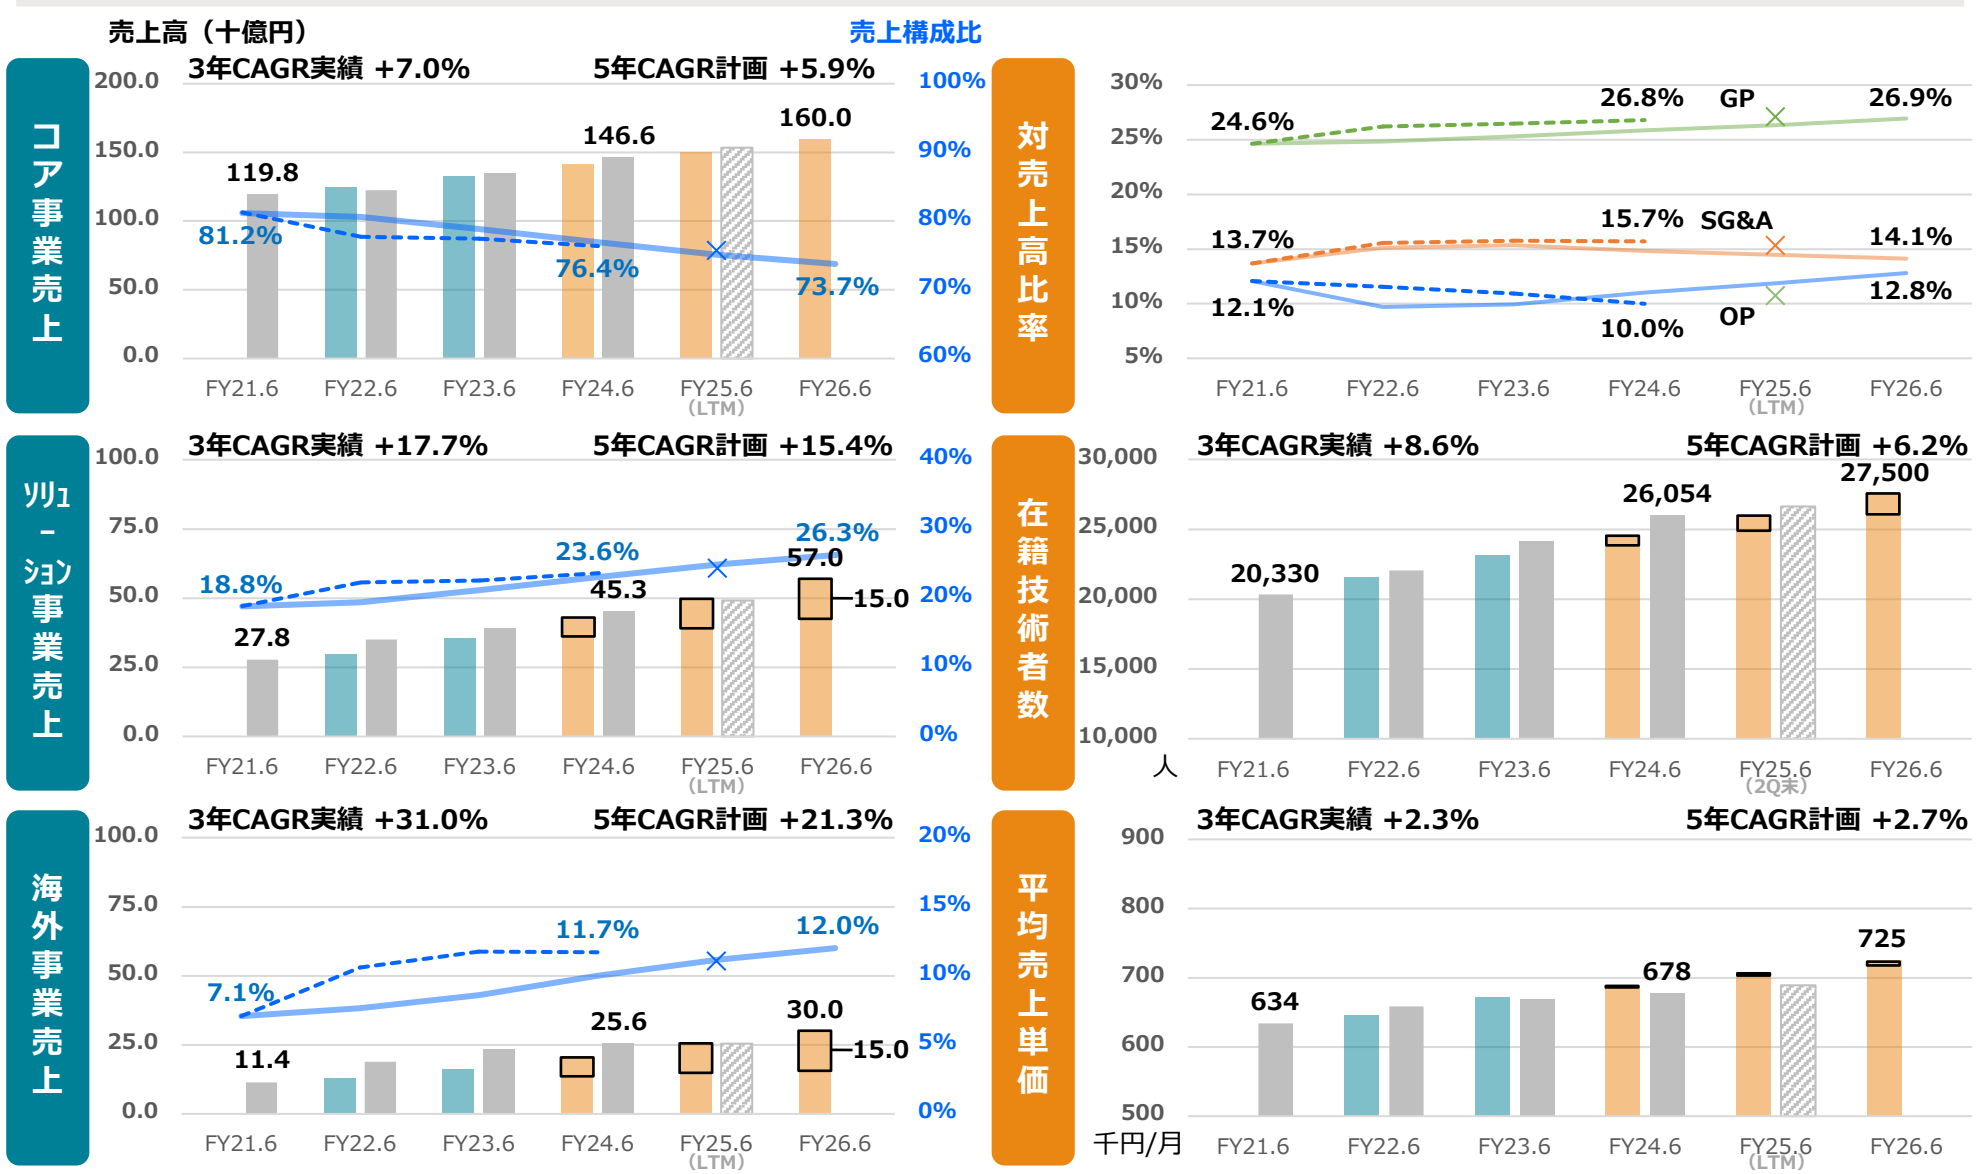 売上高（十億円）
売上構成比
コア事業売上
3年CAGR実績 +7.0%
5年CAGR計画 +5.9%
200.0
150.0
100.0
50.0
0.0
100%
90%
80%
70%
60%
119.8
146.6
160.0
81.2%
76.4%
73.7%
FY21.6
FY22.6
FY23.6
FY24.6
FY25.6
（LTM）
FY26.6
対売上高比率
30%
25%
20%
15%
10%
5%
24.6%
26.8%
GP
26.9%
13.7%
15.7%
SG&A
14.1%
12.1%
10.0%
OP
12.8%
FY21.6
FY22.6
FY23.6
FY24.6
FY25.6
（LTM）
FY26.6
ｿﾘｭｰｼｮﾝ事業売上
3年CAGR実績 +17.7%
5年CAGR計画 +15.4%
100.0
75.0
50.0
25.0
0.0
40%
30%
20%
10%
0%
18.8%
23.6%
26.3%
27.8
45.3
57.0
15.0
FY21.6
FY22.6
FY23.6
FY24.6
FY25.6
（LTM）
FY26.6
在籍技術者数
3年CAGR実績 +8.6%
5年CAGR計画 +6.2%
30,000
25,000
20,000
15,000
10,000
人
20,330
26,054
27,500
FY21.6
FY22.6
FY23.6
FY24.6
FY25.6
（2Q末）
FY26.6
海外事業売上
3年CAGR実績 +31.0%
5年CAGR計画 +21.3%
100.0
75.0
50.0
25.0
0.0
20%
15%
10%
5%
0%
7.1%
11.7%
12.0%
11.4
25.6
30.0
15.0
FY21.6
FY22.6
FY23.6
FY24.6
FY25.6
（LTM）
FY26.6
平均売上単価
3年CAGR実績 +2.3%
5年CAGR計画 +2.7%
900
800
700
600
500
千円/月
634
678
725
FY21.6
FY22.6
FY23.6
FY24.6
FY25.6
（LTM）
FY26.6